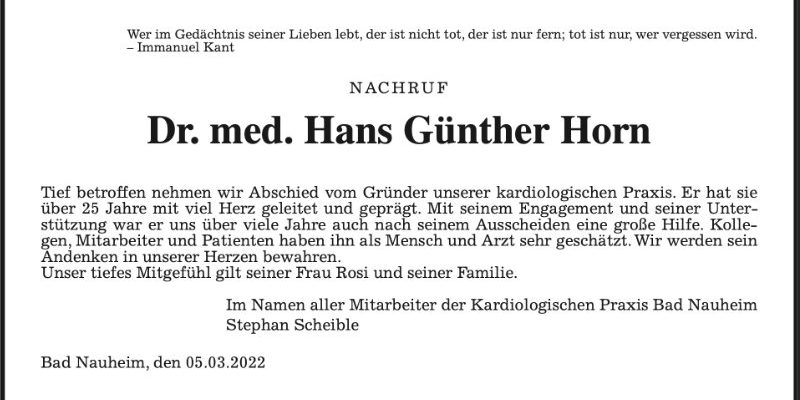 Wer im Gedächtnis seiner Lieben lebt, der ist nicht tot, der ist nur fern; tot ist nur, wer vergessen wird.
– Immanuel Kant
NACHRUF
Dr. med. Hans Günther Horn
Tief betroffen nehmen wir Abschied vom Gründer unserer kardiologischen Praxis. Er hat sie
über 25 Jahre mit viel Herz geleitet und geprägt. Mit seinem Engagement und seiner Unter-
stützung war er uns über viele Jahre auch nach seinem Ausscheiden eine große Hilfe. Kolle-
gen, Mitarbeiter und Patienten haben ihn als Mensch und Arzt sehr geschätzt. Wir werden sein
Andenken in unserer Herzen bewahren.
Unser tiefes Mitgefühl gilt seiner Frau Rosi und seiner Familie.
Im Namen aller Mitarbeiter der Kardiologischen Praxis Bad Nauheim
Stephan Scheible
Bad Nauheim, den 05.03.2022